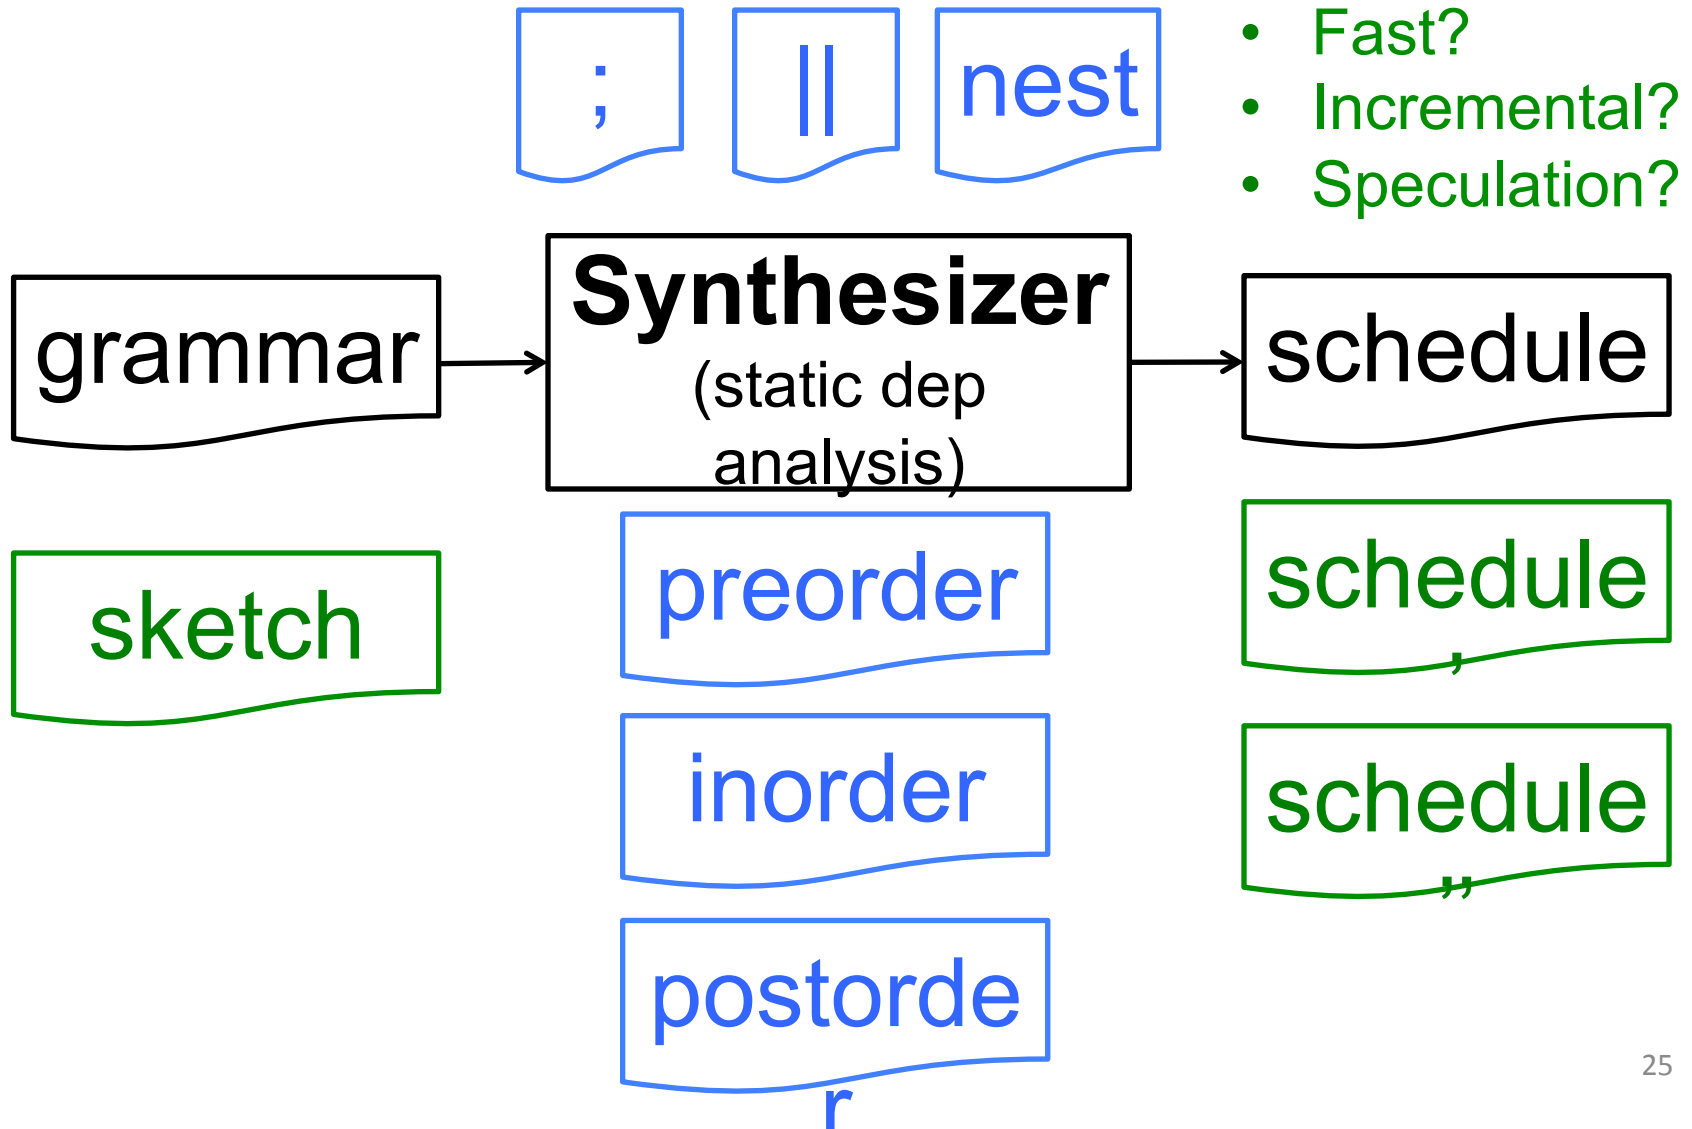 ;
||
nest
• Fast?
• Incremental?
• Speculation?
grammar
Synthesizer
(static dep
analysis)
schedule
sketch
preorder
inorder
postorde
r
schedule
’
schedule
”
25